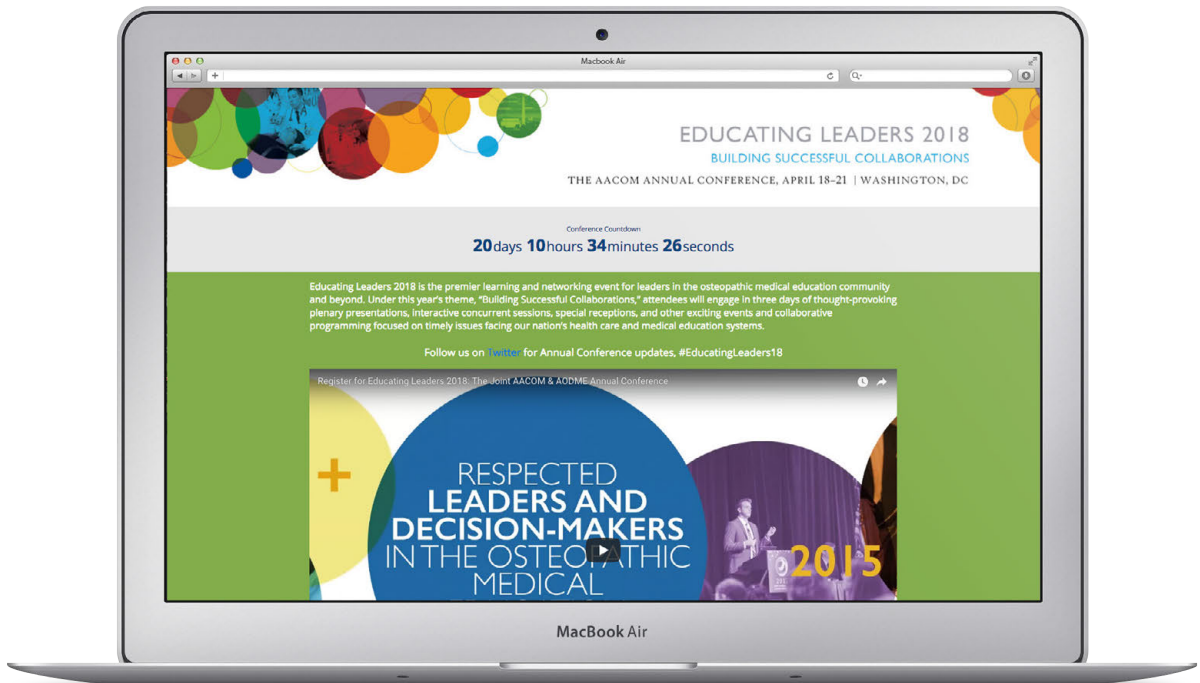 Macbook Air
EDUCATING LEADERS 2018
BUILDING SUCCESSFUL COLLABORATIONS
THE AACOM ANNUAL CONFERENCE, APRIL 18–21 | WASHINGTON, DC
Conference Countdown
20days 10hours 34minutes 26seconds
Educating Leaders 2018 is the premier learning and networking event for leaders in the osteopathic medical education community
and beyond. Under this year's theme, "Building Successful Collaborations," attendees will engage in three days of thought-provoking
plenary presentations, interactive concurrent sessions, special receptions, and other exciting events and collaborative
programming focused on timely issues facing our nation's health care and medical education systems.
Follow us on Twitter for Annual Conference updates, #EducatingLeaders18
Register for Educating Leaders 2018: The Joint AACOM & AODME Annual Conference
+
RESPECTED
LEADERS AND
DECISION-MAKERS
IN THE OSTEOPATHIC
MEDICAL
2015
MacBook Air